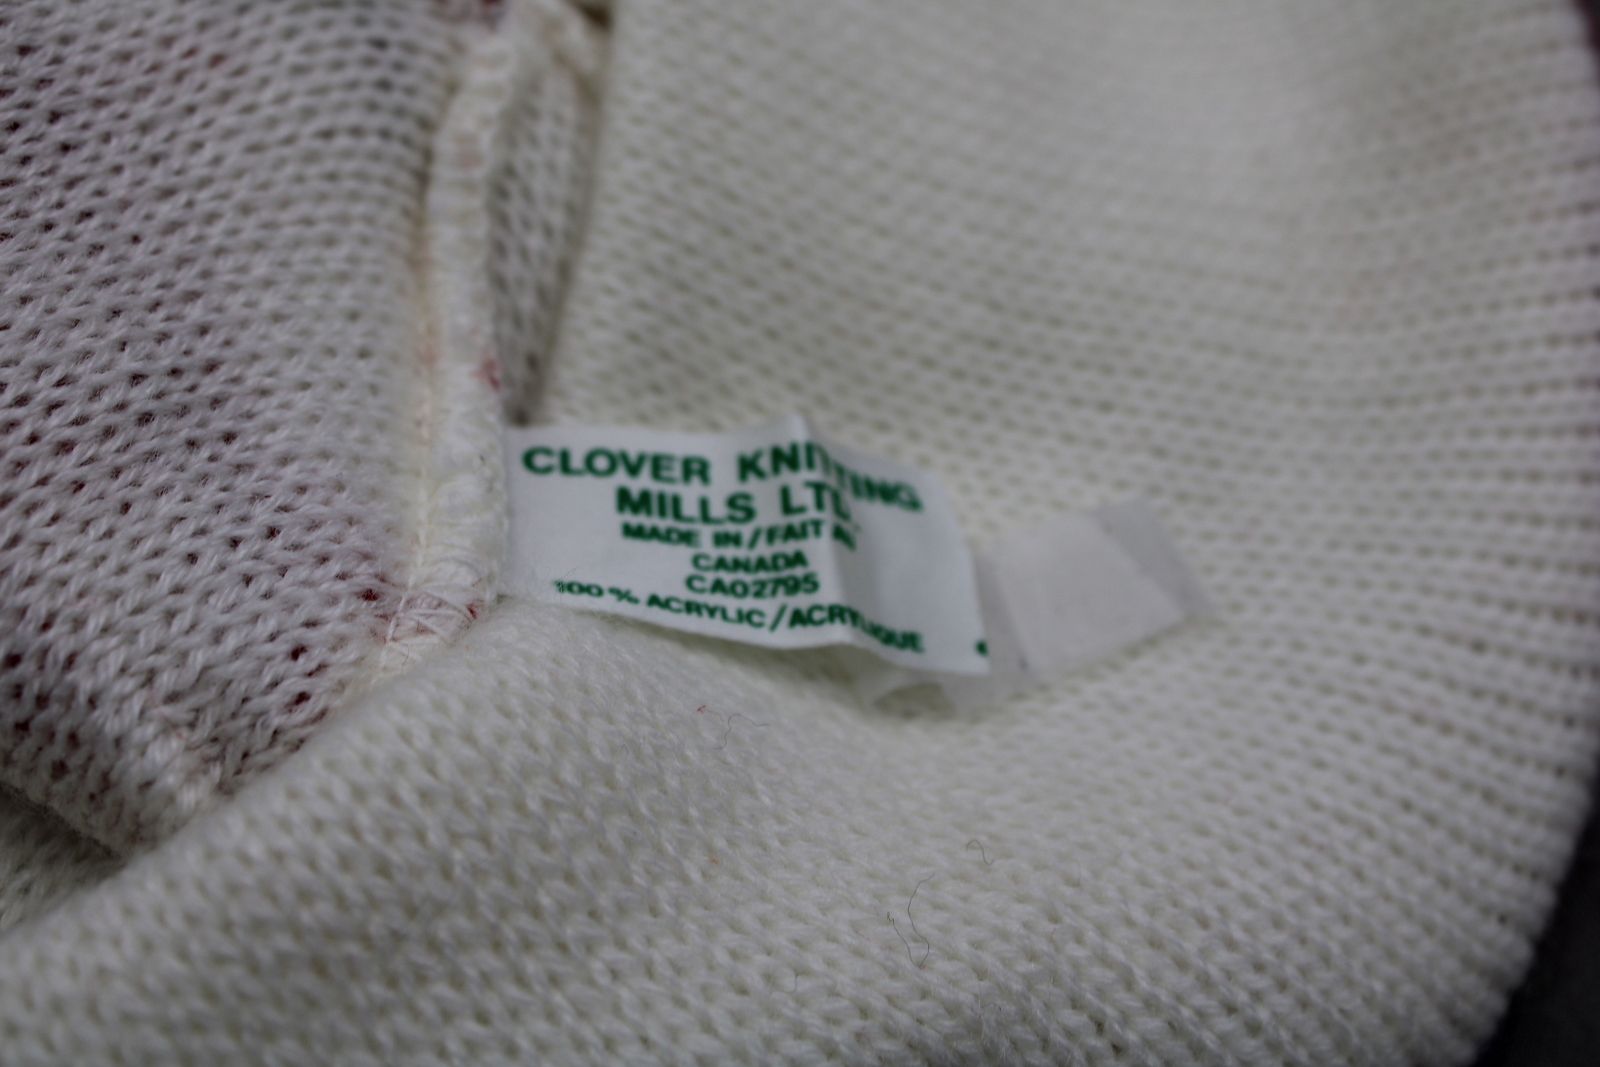 CLOVER KNITTING
MILLS LTD.
MADE IN/FAIT AU
CANADA
CA02795
100% ACRYLIC/ACRYLIQUE